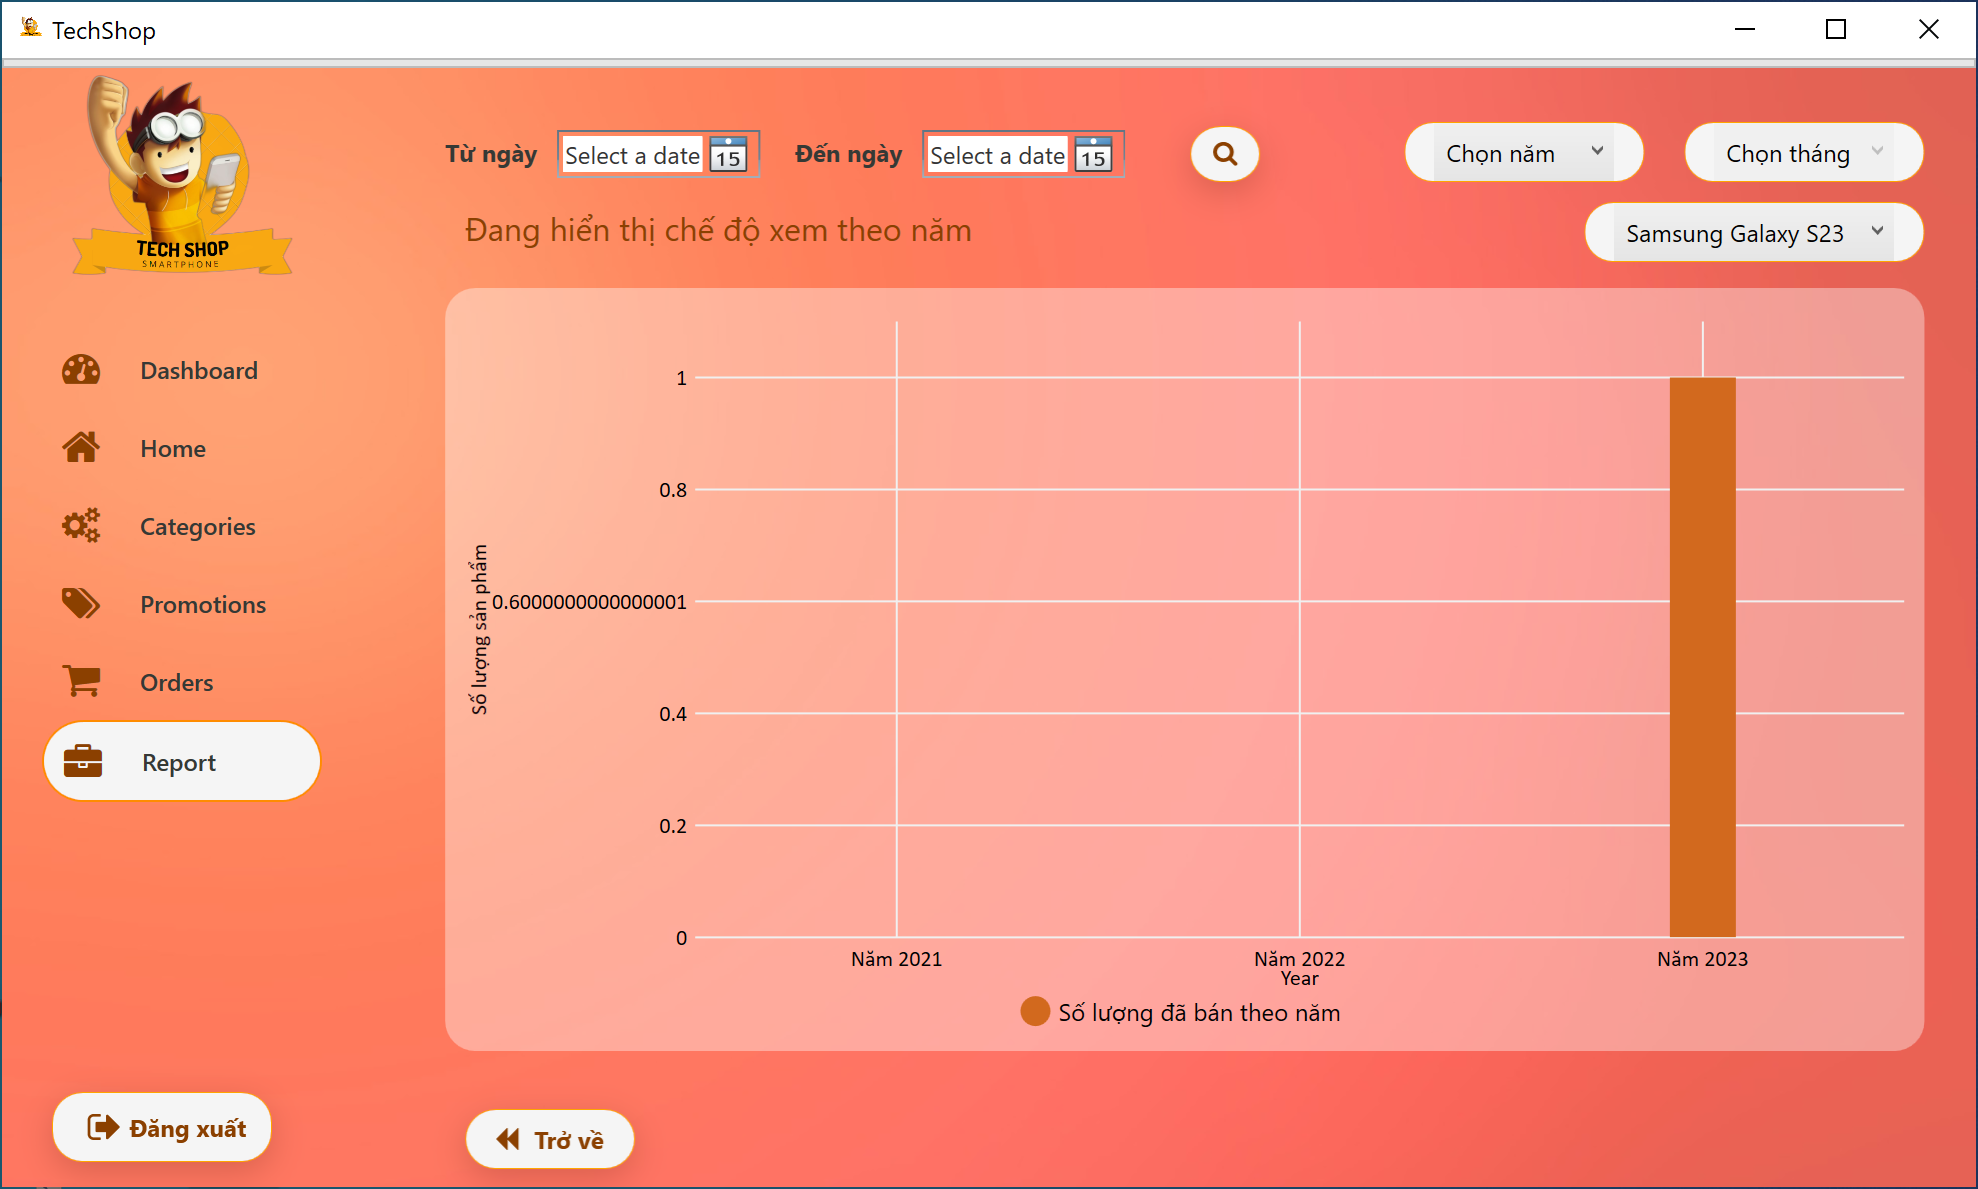 TechShop
TECH SHOP
SMARTPHONE
Từ ngày
Select a date
15
Đến ngày
Select a date
15
Chọn năm
Chọn tháng
Đang hiển thị chế độ xem theo năm
Samsung Galaxy S23
Dashboard
Home
Categories
Promotions
Orders
Report
Đăng xuất
Số lượng sản phẩm
1
0.8
0.6000000000000001
0.4
0.2
0
Năm 2021
Năm 2022
Năm 2023
Year
Số lượng đã bán theo năm
Trở về